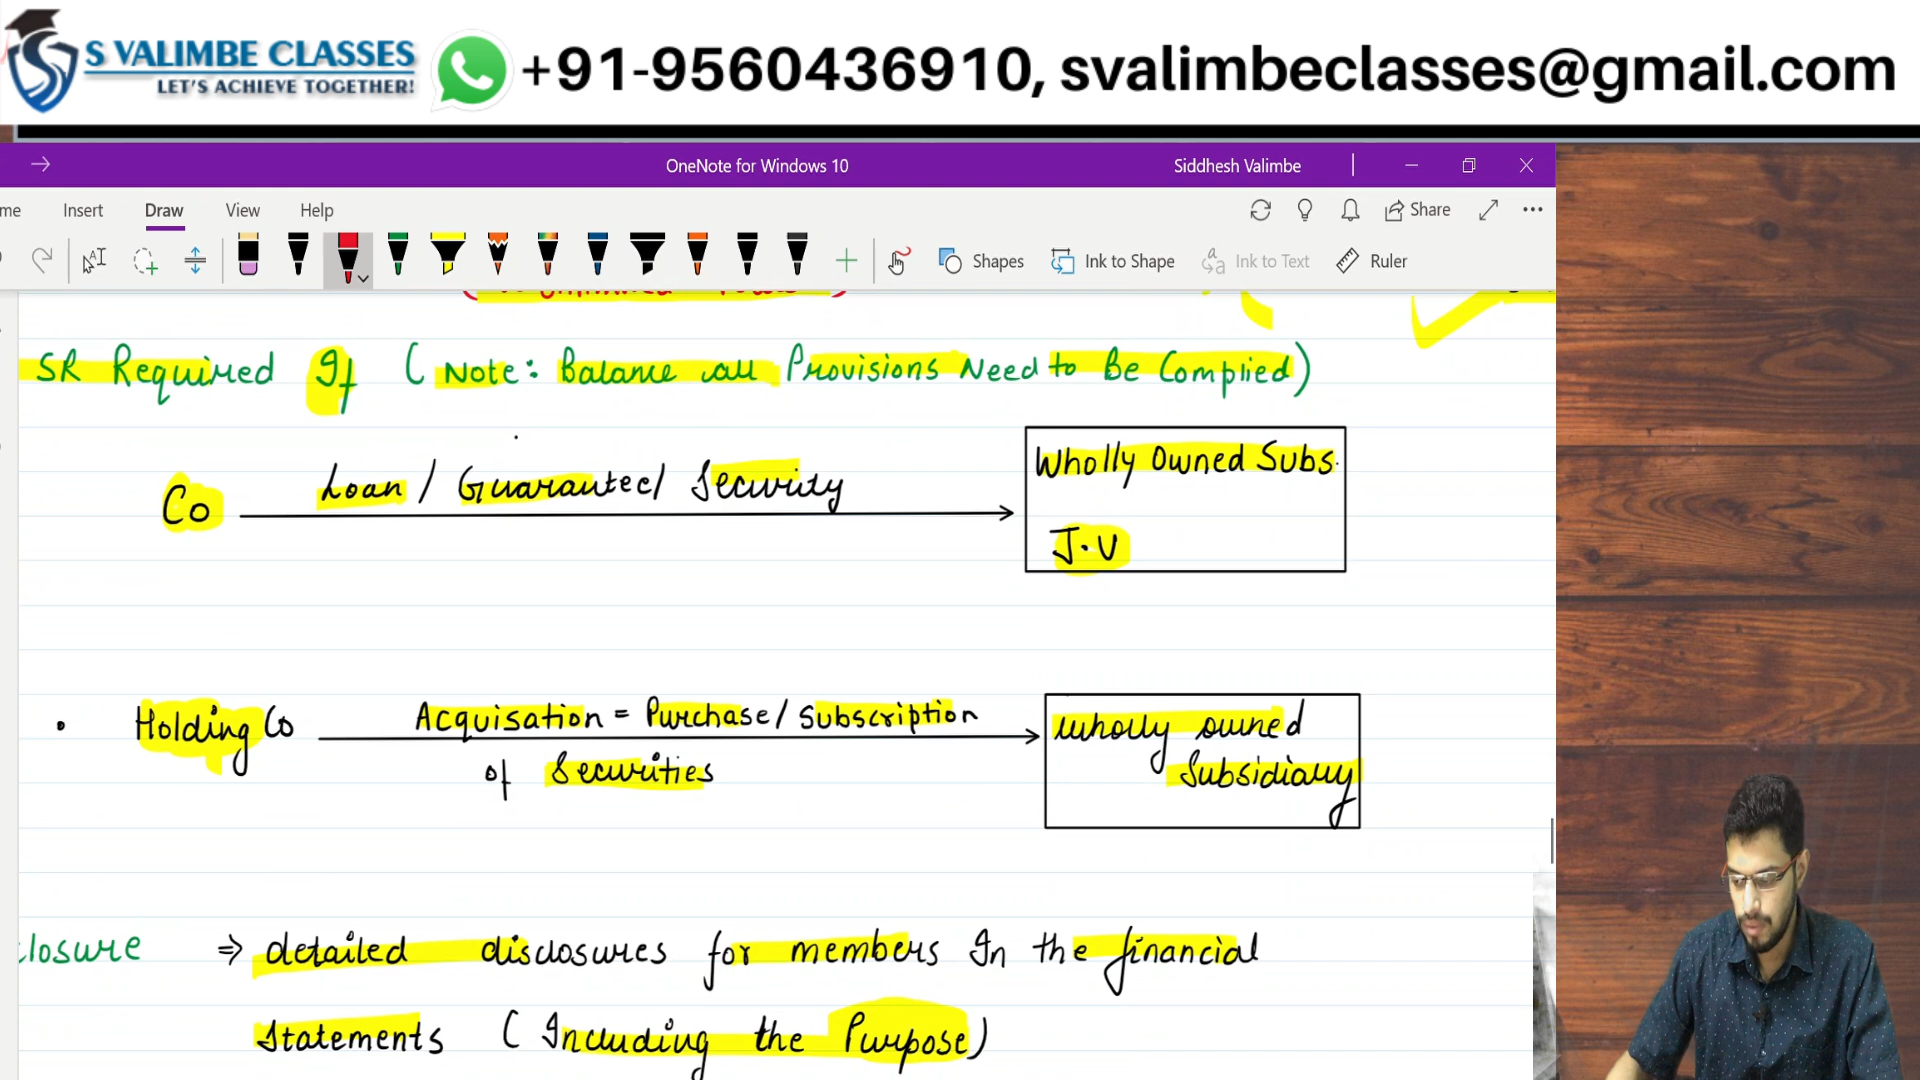 S VALIMBE CLASSES
LET'S ACHIEVE TOGETHER!
+91-9560436910, svalimbeclasses@gmail.com
OneNote for Windows 10
Siddhesh Valimbe
me Insert Draw View Help
Share
Shapes Ink to Shape Ink to Text Ruler
SR Required If (Note: Balance all Provisions Need to Be Complied)
Co Loan / Guarantee/ Security
Wholly Owned Subs.
J.V
• Holding Co Acquisation = Purchase / Subscription
of Securities
Wholly owned
Subsidiary
closure ⇒ detailed disclosures for members In the financial
Statements (Including the Purpose)